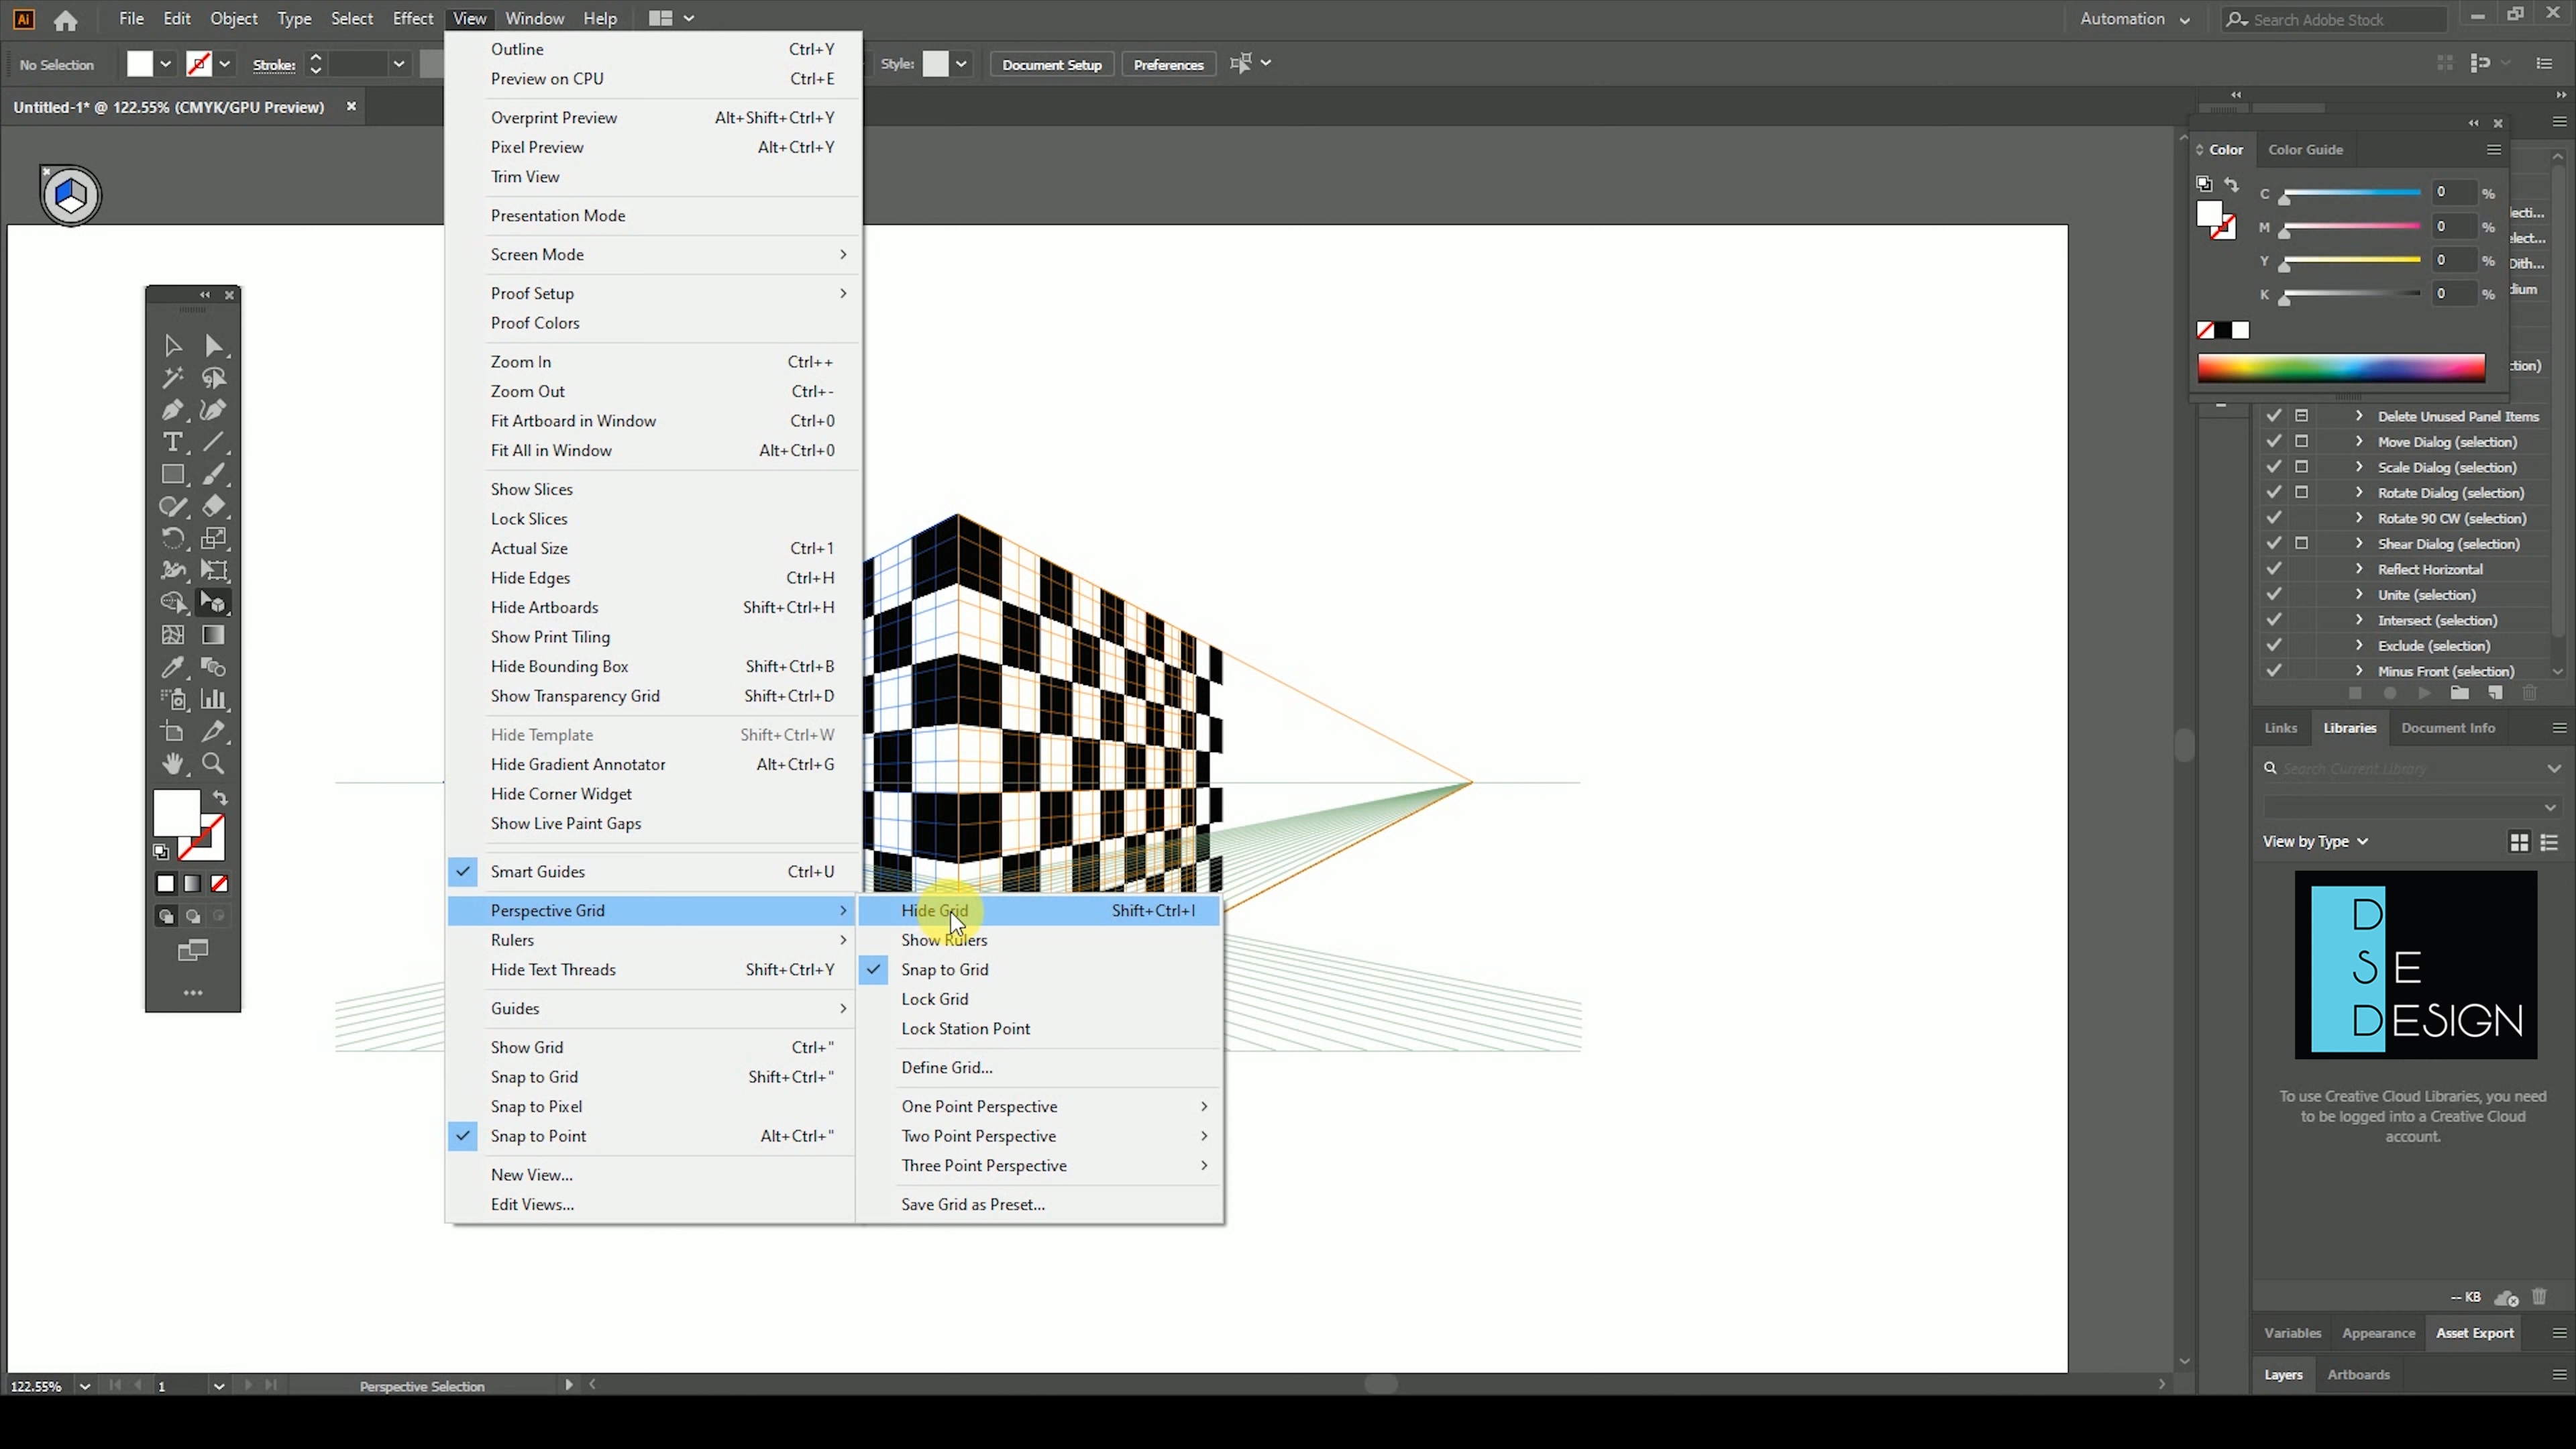 Ai File Edit Object Type Select Effect View Window Help Automation Search Adobe Stock
No Selection Stroke: Style: Document Setup Preferences
Untitled-1* @ 122.55% (CMYK/GPU Preview)
Outline Ctrl+Y
Preview on CPU Ctrl+E
Overprint Preview Alt+Shift+Ctrl+Y
Pixel Preview Alt+Ctrl+Y
Trim View
Presentation Mode
Screen Mode
Proof Setup
Proof Colors
Zoom In Ctrl++
Zoom Out Ctrl+-
Fit Artboard in Window Ctrl+0
Fit All in Window Alt+Ctrl+0
Show Slices
Lock Slices
Actual Size Ctrl+1
Hide Edges Ctrl+H
Hide Artboards Shift+Ctrl+H
Show Print Tiling
Hide Bounding Box Shift+Ctrl+B
Show Transparency Grid Shift+Ctrl+D
Hide Template Shift+Ctrl+W
Hide Gradient Annotator Alt+Ctrl+G
Hide Corner Widget
Show Live Paint Gaps
Smart Guides Ctrl+U
Perspective Grid
Rulers
Hide Text Threads Shift+Ctrl+Y
Guides
Show Grid Ctrl+"
Snap to Grid Shift+Ctrl+"
Snap to Pixel
Snap to Point Alt+Ctrl+"
New View...
Edit Views...
Hide Grid Shift+Ctrl+I
Show Rulers
Snap to Grid
Lock Grid
Lock Station Point
Define Grid...
One Point Perspective
Two Point Perspective
Three Point Perspective
Save Grid as Preset...
Color Color Guide
C 0 %
M 0 %
Y 0 %
K 0 %
lecti...
elect...
Dith...
dium
ction)
Delete Unused Panel Items
Move Dialog (selection)
Scale Dialog (selection)
Rotate Dialog (selection)
Rotate 90 CW (selection)
Shear Dialog (selection)
Reflect Horizontal
Unite (selection)
Intersect (selection)
Exclude (selection)
Minus Front (selection)
Links Libraries Document Info
Search Current Library
View by Type
D
SE
DESIGN
To use Creative Cloud Libraries, you need
to be logged into a Creative Cloud
account.
-- KB
Variables Appearance Asset Export
Layers Artboards
122.55% 1 Perspective Selection